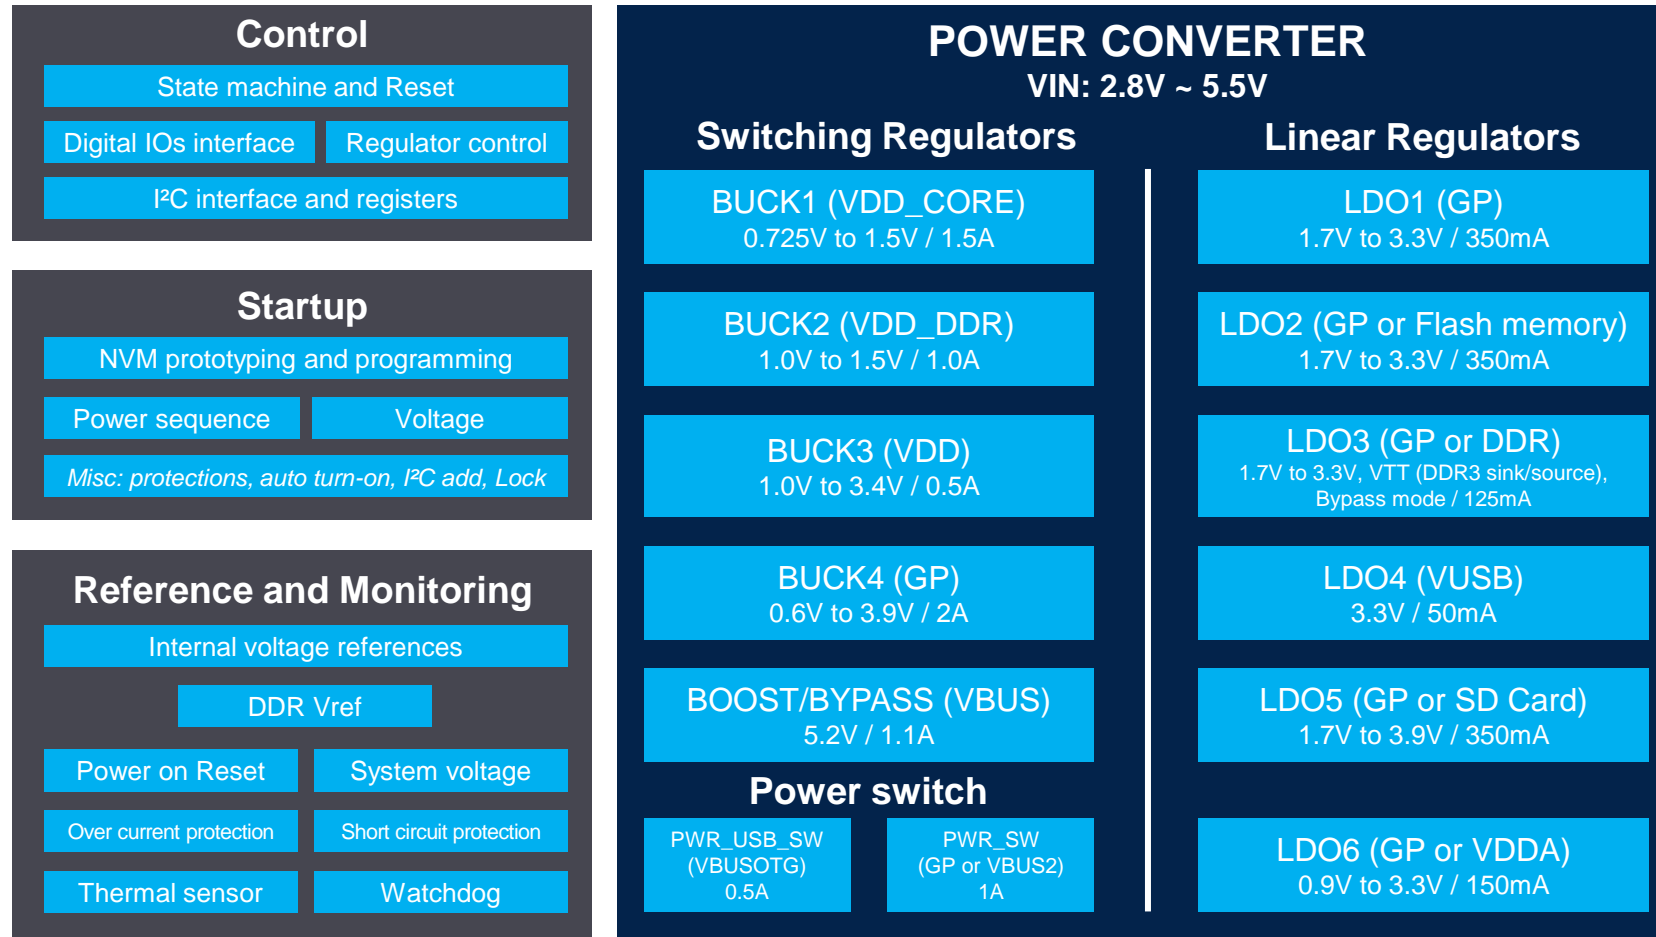 Control
State machine and Reset
Digital IOs interface
Regulator control
I²C interface and registers
Startup
NVM prototyping and programming
Power sequence
Voltage
Misc: protections, auto turn-on, I²C add, Lock
Reference and Monitoring
Internal voltage references
DDR Vref
Power on Reset
System voltage
Over current protection
Short circuit protection
Thermal sensor
Watchdog
POWER CONVERTER
VIN: 2.8V ~ 5.5V
Switching Regulators
BUCK1 (VDD_CORE)
0.725V to 1.5V / 1.5A
BUCK2 (VDD_DDR)
1.0V to 1.5V / 1.0A
BUCK3 (VDD)
1.0V to 3.4V / 0.5A
BUCK4 (GP)
0.6V to 3.9V / 2A
BOOST/BYPASS (VBUS)
5.2V / 1.1A
Power switch
PWR_USB_SW
(VBUSOTG)
0.5A
PWR_SW
(GP or VBUS2)
1A
Linear Regulators
LDO1 (GP)
1.7V to 3.3V / 350mA
LDO2 (GP or Flash memory)
1.7V to 3.3V / 350mA
LDO3 (GP or DDR)
1.7V to 3.3V, VTT (DDR3 sink/source),
Bypass mode / 125mA
LDO4 (VUSB)
3.3V / 50mA
LDO5 (GP or SD Card)
1.7V to 3.9V / 350mA
LDO6 (GP or VDDA)
0.9V to 3.3V / 150mA